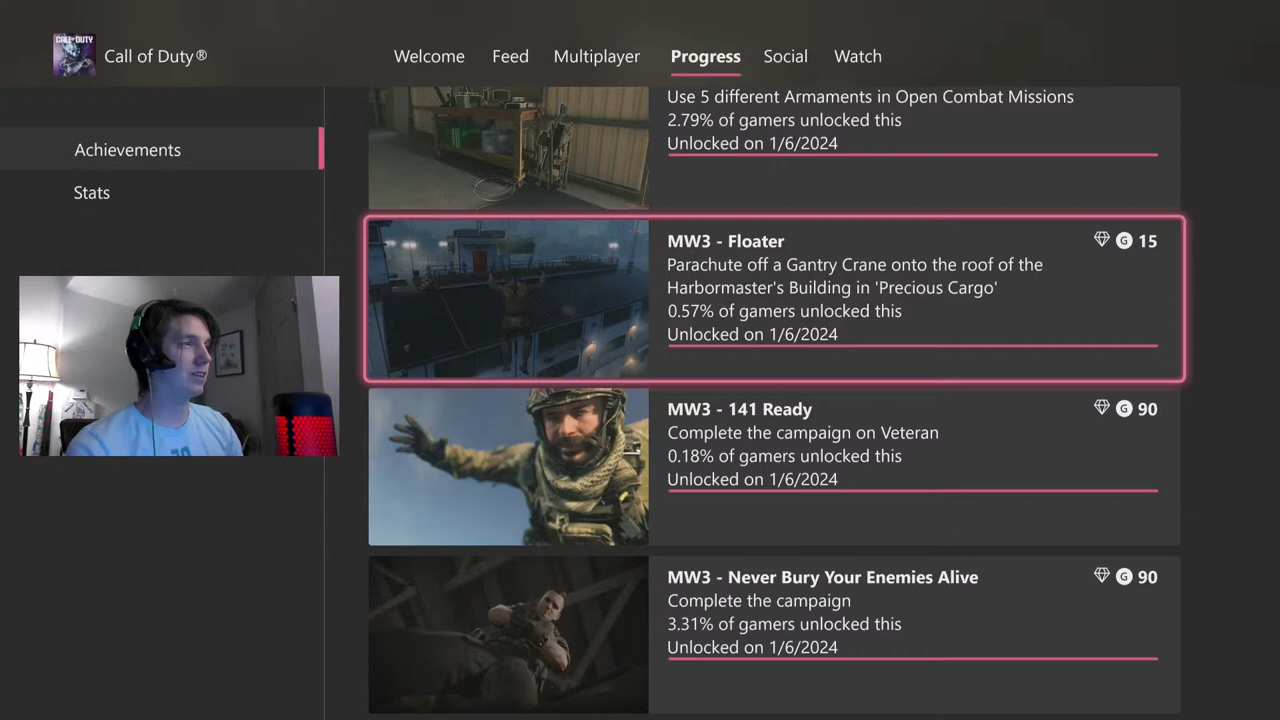 CALL OF DUTY
Call of Duty®
Welcome Feed Multiplayer Progress Social Watch
Achievements
Stats
Use 5 different Armaments in Open Combat Missions
2.79% of gamers unlocked this
Unlocked on 1/6/2024
MW3 - Floater
G 15
Parachute off a Gantry Crane onto the roof of the
Harbormaster's Building in 'Precious Cargo'
0.57% of gamers unlocked this
Unlocked on 1/6/2024
MW3 - 141 Ready
G 90
Complete the campaign on Veteran
0.18% of gamers unlocked this
Unlocked on 1/6/2024
MW3 - Never Bury Your Enemies Alive
G 90
Complete the campaign
3.31% of gamers unlocked this
Unlocked on 1/6/2024